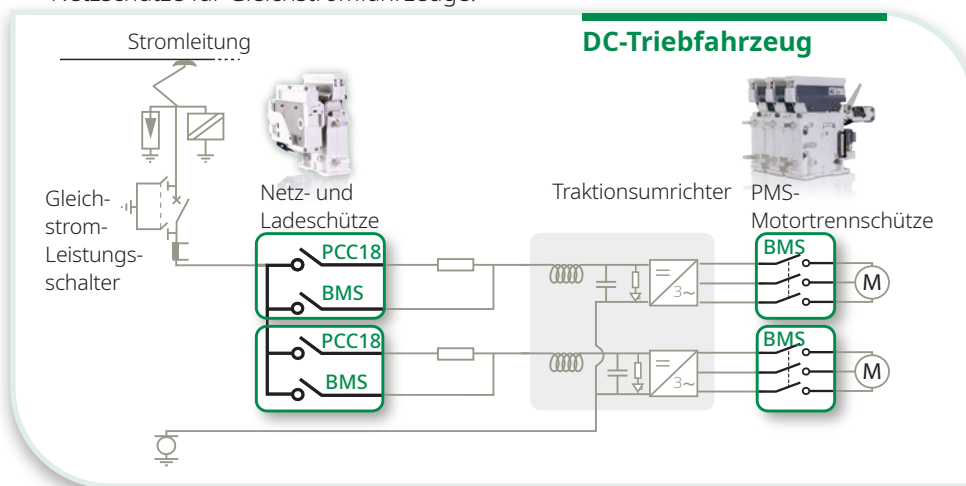 Netzschütze für Gleichstromfahrzeuge.
DC-Triebfahrzeug
Stromleitung
Gleich-
strom-
Leistungs-
schalter
Netz- und
Ladeschütze
Traktionsumrichter
PMS-
Motortrennschütze
PCC18
BMS
PCC18
BMS
=
3~
=
3~
BMS
M
BMS
M